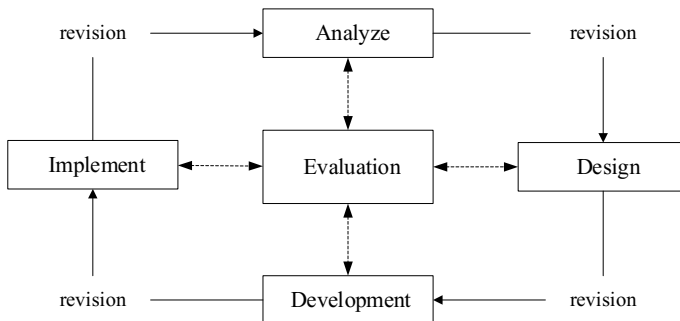 revision
Analyze
revision
Implement
Evaluation
Design
revision
Development
revision